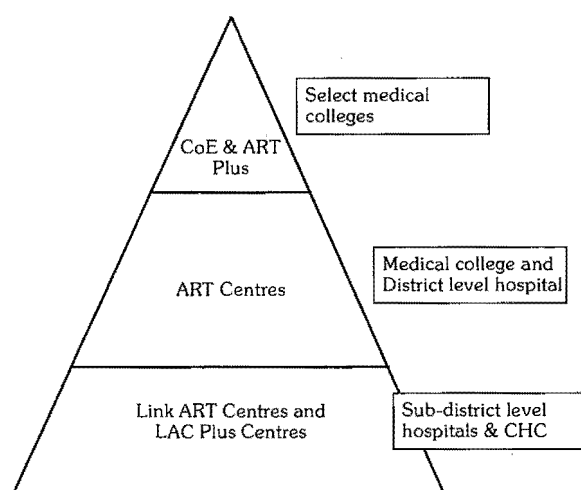 Select medical
colleges
CoE & ART
Plus
Medical college and
District level hospital
ART Centres
Link ART Centres and
LAC Plus Centres
Sub-district level
hospitals & CHC